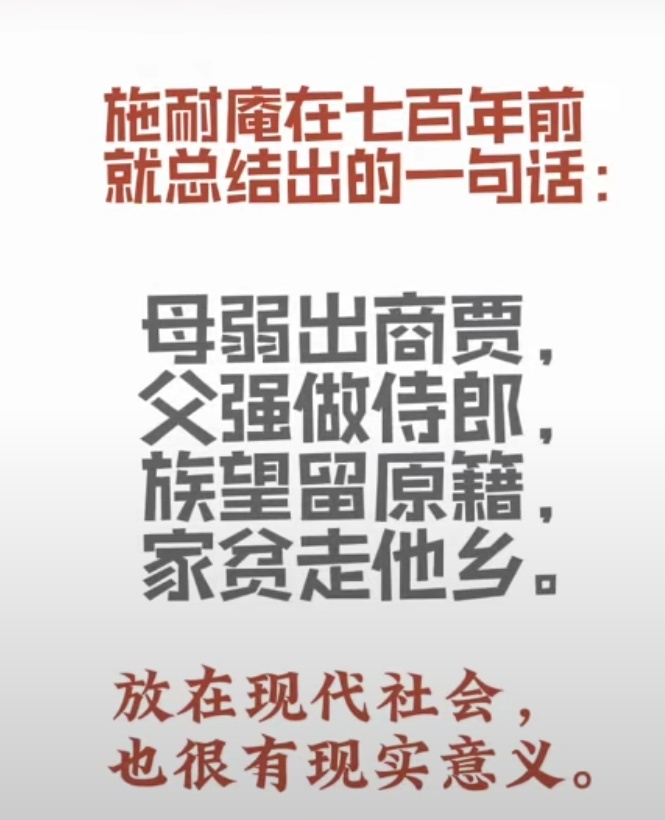 施耐庵在七百年前
就总结出的一句话：
母弱出商贾，
父强做侍郎，
族望留原籍，
家贫走他乡。
放在现代社会，
也很有现实意义。